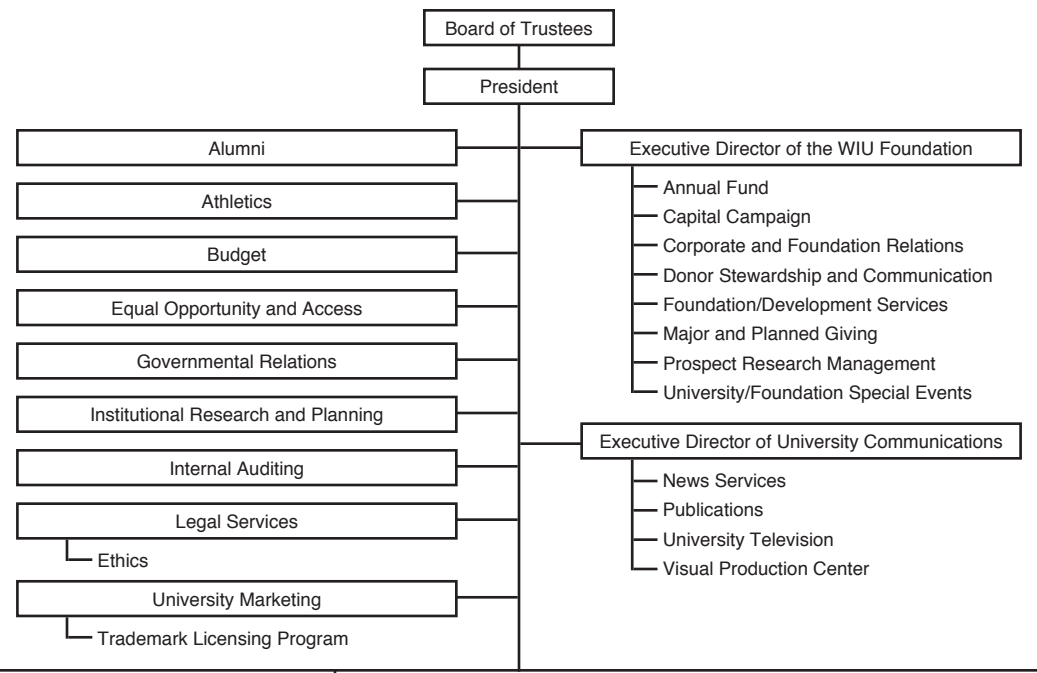 Board of Trustees
President
Alumni
Athletics
Budget
Equal Opportunity and Access
Governmental Relations
Institutional Research and Planning
Internal Auditing
Legal Services
Ethics
University Marketing
Trademark Licensing Program
Executive Director of the WIU Foundation
Annual Fund
Capital Campaign
Corporate and Foundation Relations
Donor Stewardship and Communication
Foundation/Development Services
Major and Planned Giving
Prospect Research Management
University/Foundation Special Events
Executive Director of University Communications
News Services
Publications
University Television
Visual Production Center